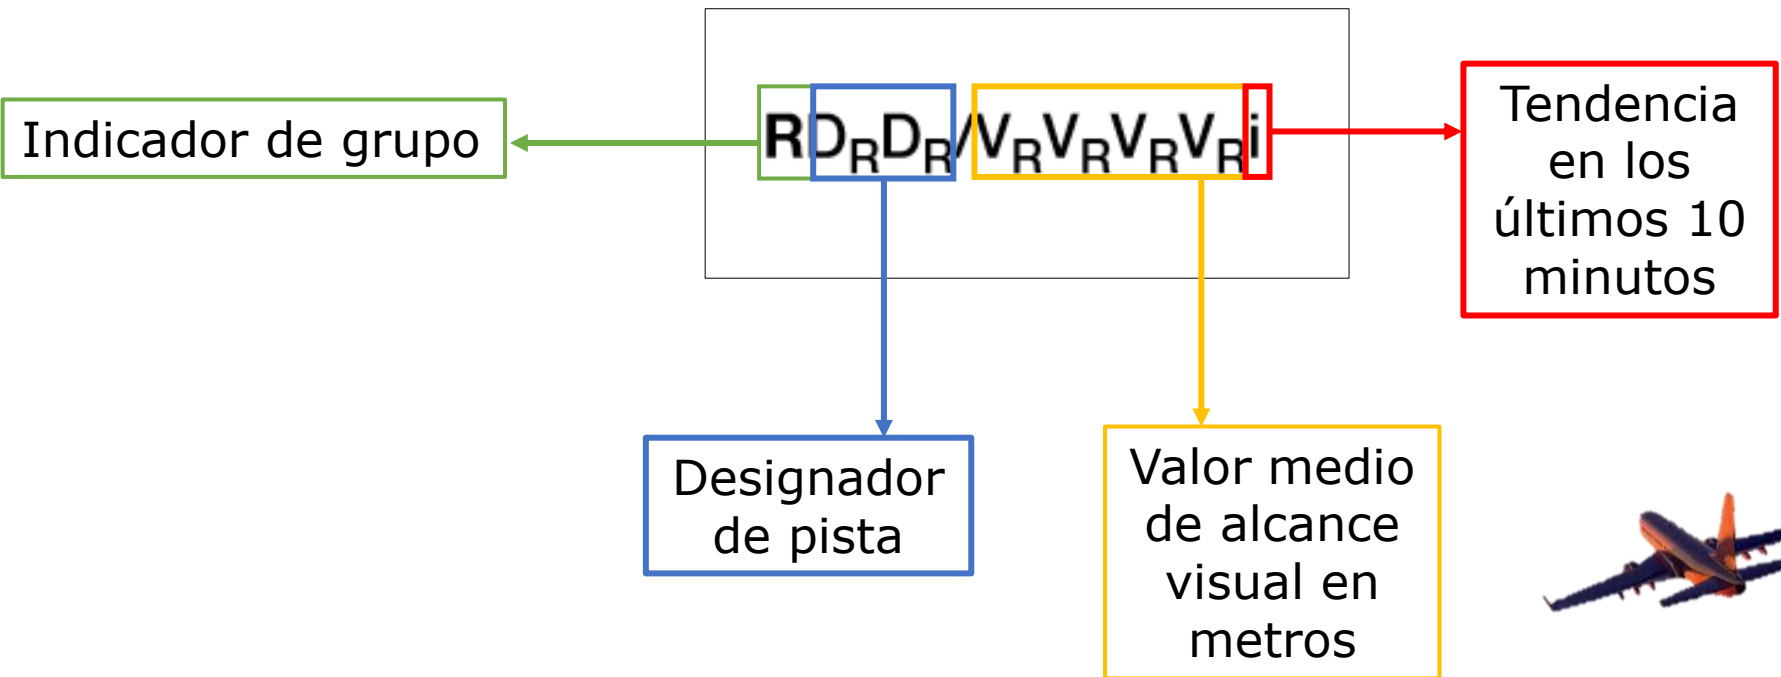 Indicador de grupo
RDRDR/VRVRVRVRi
Tendencia
en los
últimos 10
minutos
Designador
de pista
Valor medio
de alcance
visual en
metros